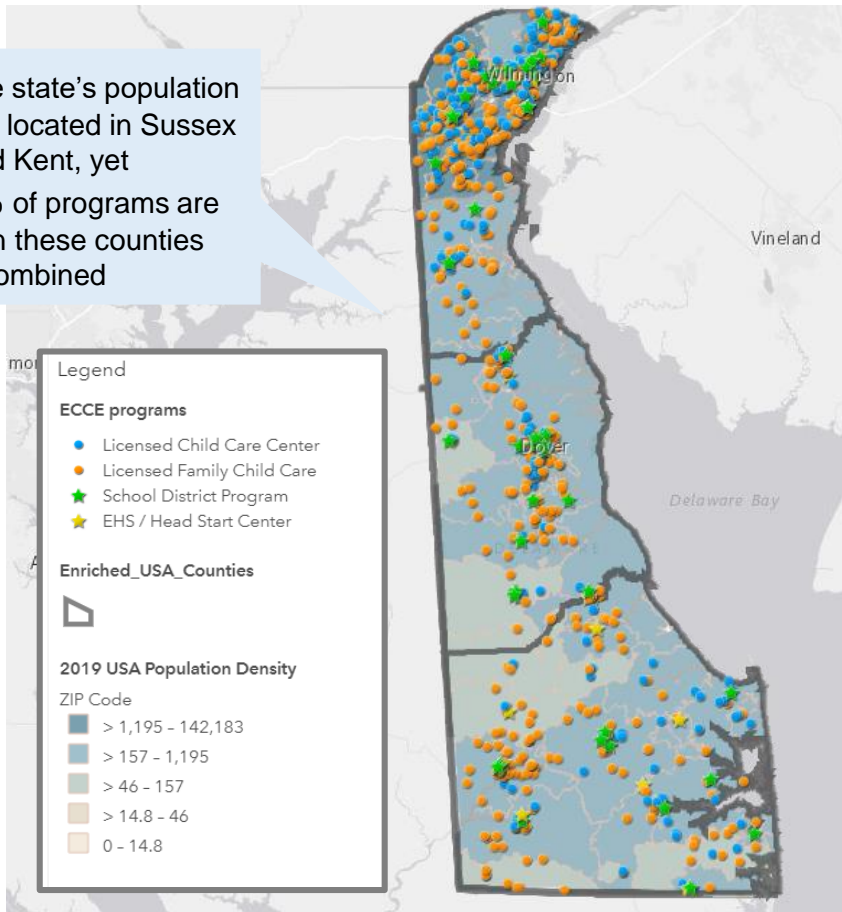 state's population
located in Sussex
Kent, yet
of programs are
these counties
Wilmington
Vineland
Legend
ECCE programs
Licensed Child Care Center
Licensed Family Child Care
School District Program
EHS / Head Start Center
Enriched_USA_Counties
2019 USA Population Density
ZIP Code
> 1,195 - 142,183
> 157 - 1,195
> 46 - 157
> 14.8 - 46
0 - 14.8
Dover
Delaware Bay
DELAWARE